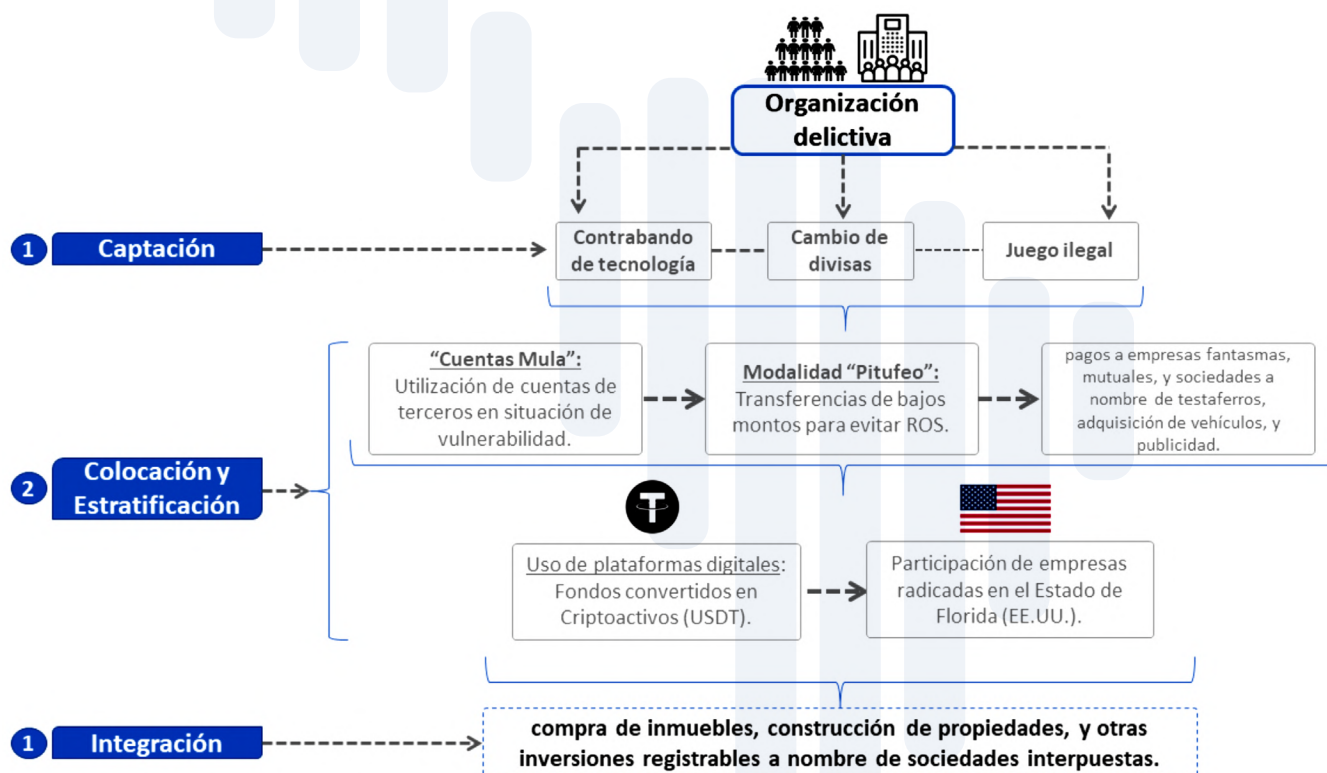 Organización
delictiva
1
Captación
Contrabando
de tecnología
Cambio de
divisas
Juego ilegal
“Cuentas Mula”:
Utilización de cuentas de
terceros en situación de
vulnerabilidad.
Modalidad “Pitufeo”:
Transferencias de bajos
montos para evitar ROS.
pagos a empresas fantasmas,
mutuales, y sociedades a
nombre de testaferros,
adquisición de vehículos, y
publicidad.
2
Colocación y
Estratificación
Uso de plataformas digitales:
Fondos convertidos en
Criptoactivos (USDT).
Participación de empresas
radicadas en el Estado de
Florida (EE.UU.).
1
Integración
compra de inmuebles, construcción de propiedades, y otras
inversiones registrables a nombre de sociedades interpuestas.